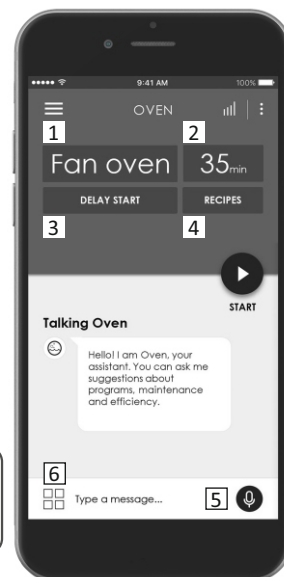 9:41 AM 100%
OVEN
1 2
Fan oven 35min
DELAY START RECIPES
3 4
START
Talking Oven
Hello! I am Oven, your
assistant. You can ask me
suggestions about
programs, maintenance
and efficiency.
6
Type a message... 5